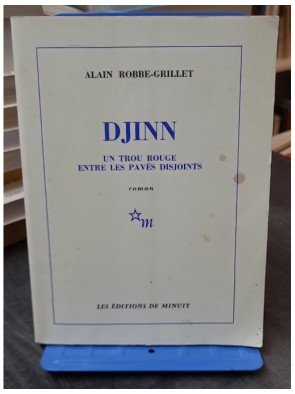 ALAIN ROBBE-GRILLET
DJINN
UN TROU ROUGE
ENTRE LES PAVÉS DISJOINTS
roman
m
LES ÉDITIONS DE MINUIT